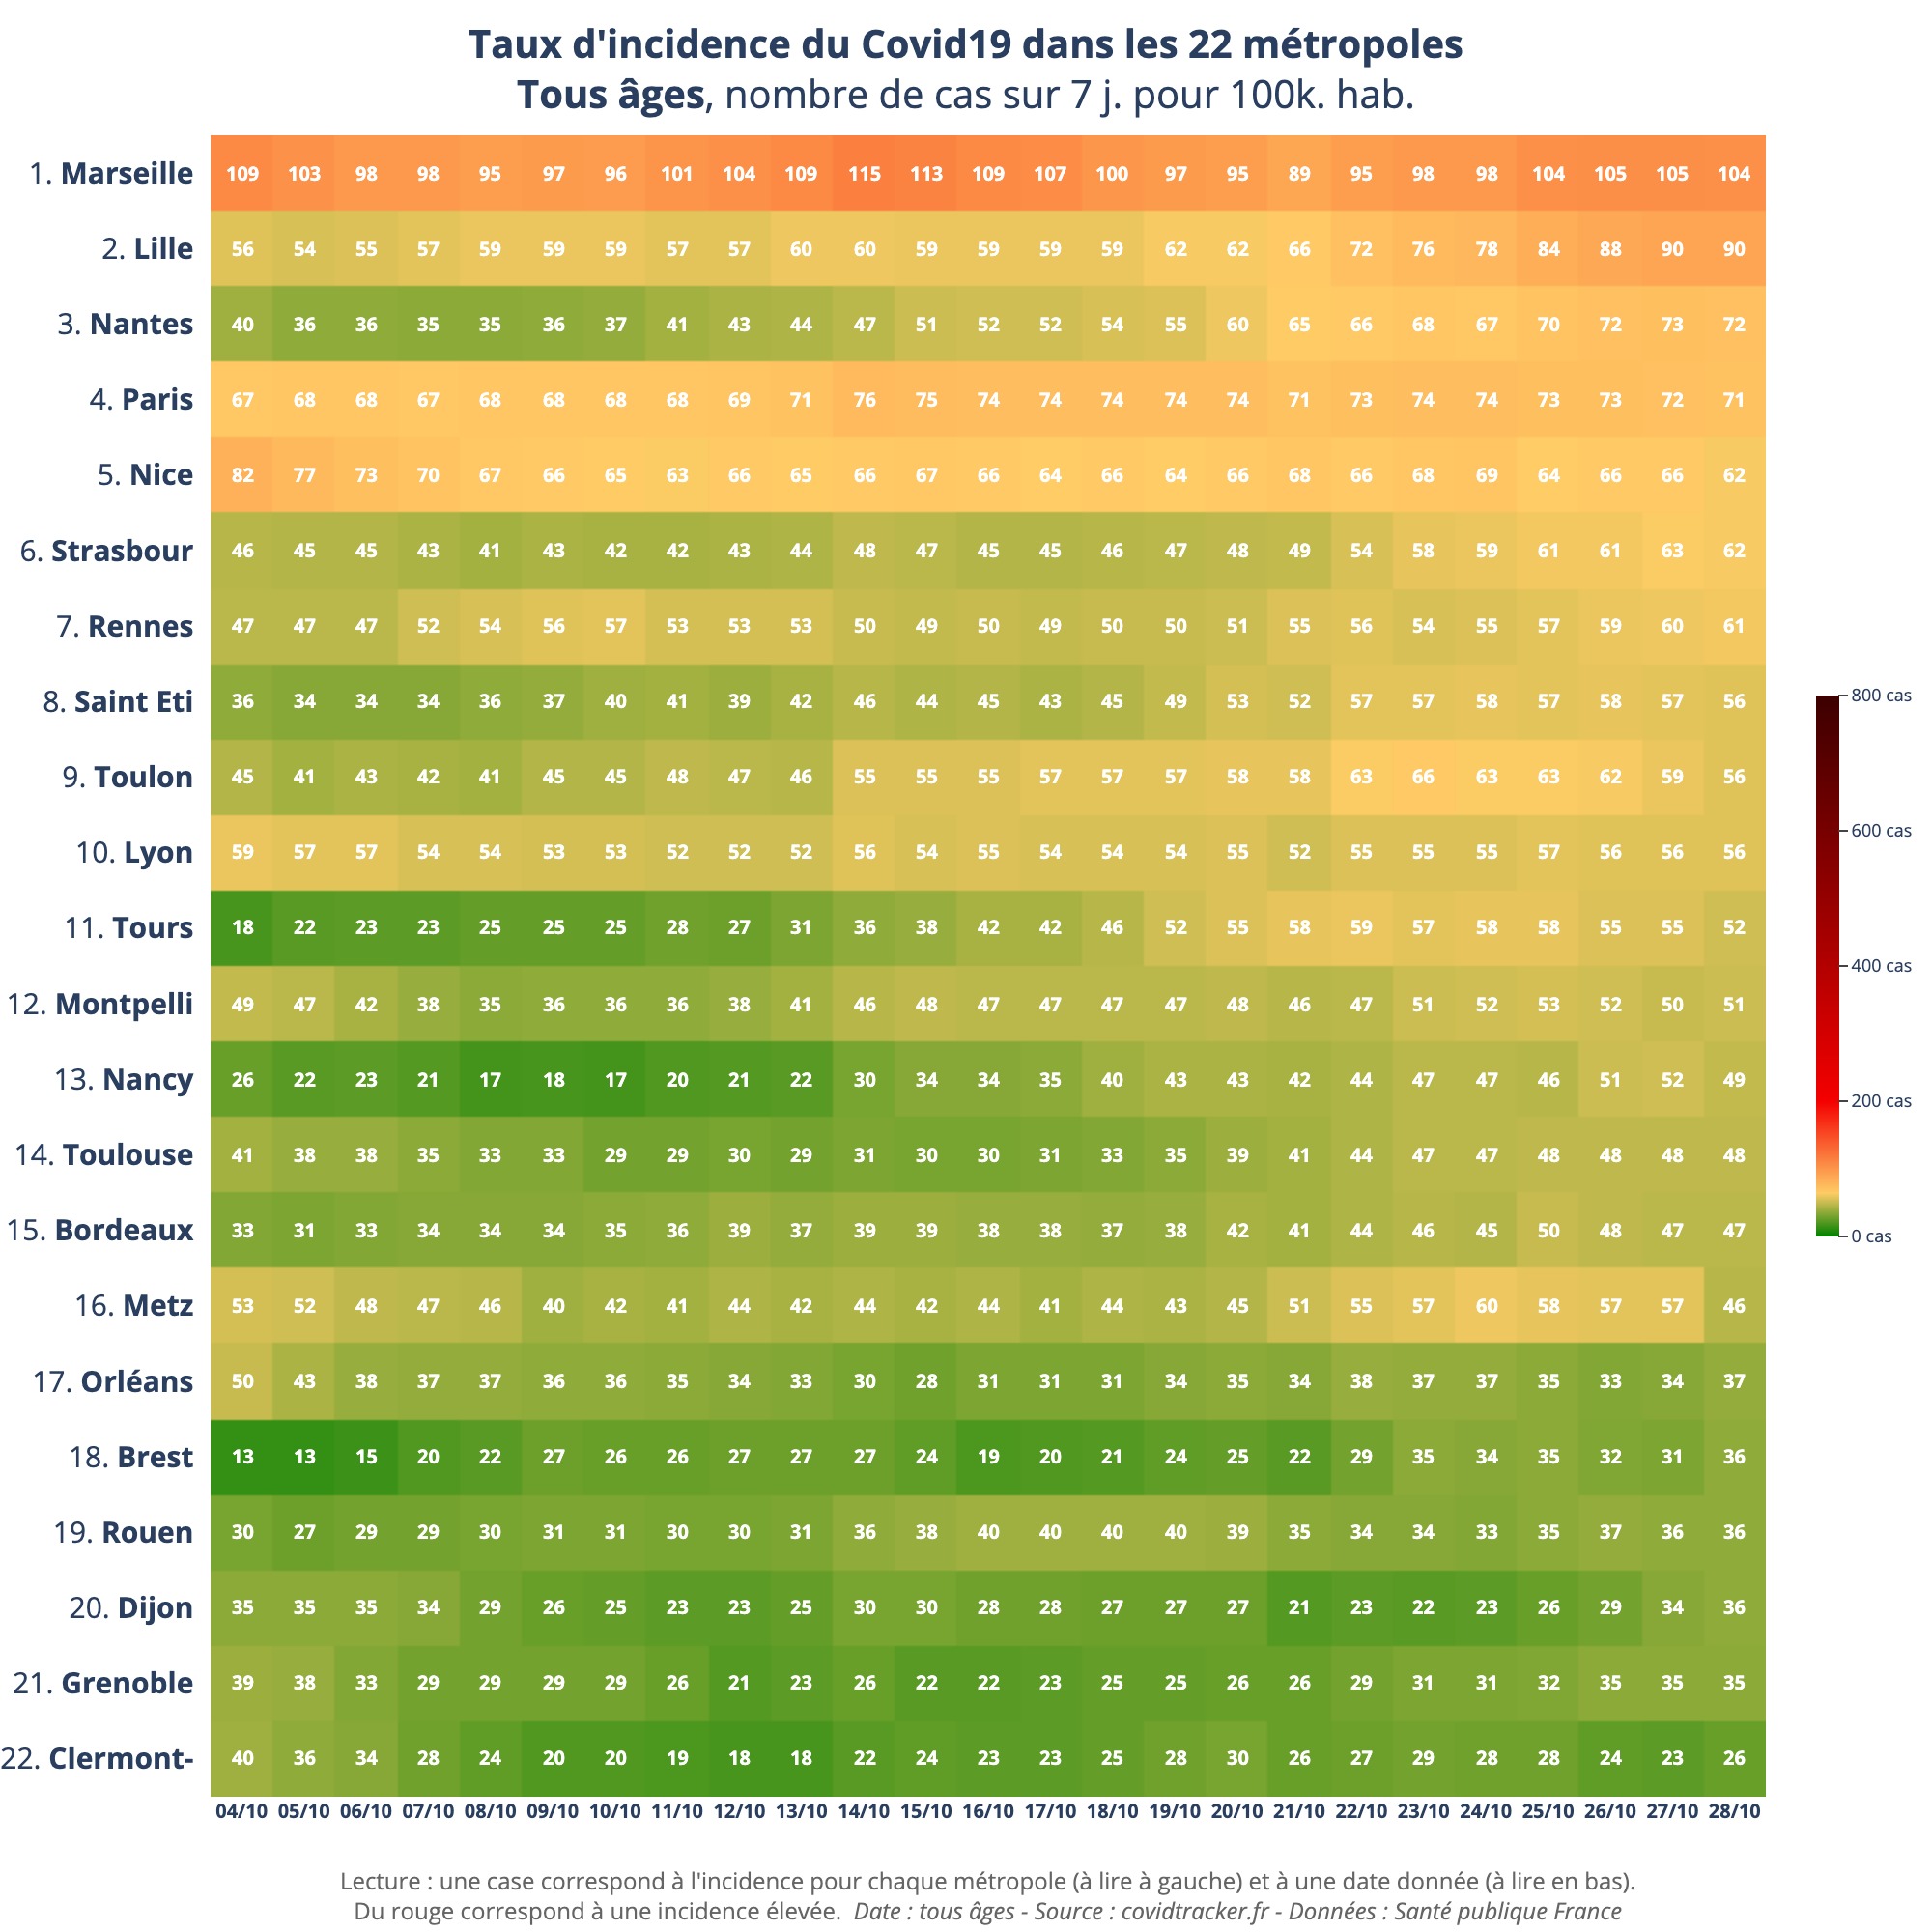 Taux d'incidence du Covid19 dans les 22 métropoles
Tous âges, nombre de cas sur 7 j. pour 100k. hab.
1. Marseille 109 103 98 98 95 97 96 101 104 109 115 113 109 107 100 97 95 89 95 98 98 104 105 105 104
2. Lille 56 54 55 57 59 59 59 57 57 60 60 59 59 59 59 62 62 66 72 76 78 84 88 90 90
3. Nantes 40 36 36 35 35 36 37 41 43 44 47 51 52 52 54 55 60 65 66 68 67 70 72 73 72
4. Paris 67 68 68 67 68 68 68 68 69 71 76 75 74 74 74 74 74 71 73 74 74 73 73 72 71
5. Nice 82 77 73 70 67 66 65 63 66 65 66 67 66 64 66 64 66 68 66 68 69 64 66 66 62
6. Strasbour 46 45 45 43 41 43 42 42 43 44 48 47 45 45 46 47 48 49 54 58 59 61 61 63 62
7. Rennes 47 47 47 52 54 56 57 53 53 53 50 49 50 49 50 50 51 55 56 54 55 57 59 60 61
8. Saint Eti 36 34 34 34 36 37 40 41 39 42 46 44 45 43 45 49 53 52 57 57 58 57 58 57 56
9. Toulon 45 41 43 42 41 45 45 48 47 46 55 55 55 57 57 57 58 58 63 66 63 63 62 59 56
10. Lyon 59 57 57 54 54 53 53 52 52 52 56 54 55 54 54 54 55 52 55 55 55 57 56 56 56
11. Tours 18 22 23 23 25 25 25 28 27 31 36 38 42 42 46 52 55 58 59 57 58 58 55 55 52
12. Montpelli 49 47 42 38 35 36 36 36 38 41 46 48 47 47 47 47 48 46 47 51 52 53 52 50 51
13. Nancy 26 22 23 21 17 18 17 20 21 22 30 34 34 35 40 43 43 42 44 47 47 46 51 52 49
14. Toulouse 41 38 38 35 33 33 29 29 30 29 31 30 30 31 33 35 39 41 44 47 47 48 48 48 48
15. Bordeaux 33 31 33 34 34 34 35 36 39 37 39 39 38 38 37 38 42 41 44 46 45 50 48 47 47
16. Metz 53 52 48 47 46 40 42 41 44 42 44 42 44 41 44 43 45 51 55 57 60 58 57 57 46
17. Orléans 50 43 38 37 37 36 36 35 34 33 30 28 31 31 31 34 35 34 38 37 37 35 33 34 37
18. Brest 13 13 15 20 22 27 26 26 27 27 27 24 19 20 21 24 25 22 29 35 34 35 32 31 36
19. Rouen 30 27 29 29 30 31 31 30 30 31 36 38 40 40 40 40 39 35 34 34 33 35 37 36 36
20. Dijon 35 35 35 34 29 26 25 23 23 25 30 30 28 28 27 27 27 21 23 22 23 26 29 34 36
21. Grenoble 39 38 33 29 29 29 29 26 21 23 26 22 22 23 25 25 26 26 29 31 31 32 35 35 35
22. Clermont- 40 36 34 28 24 20 20 19 18 18 22 24 23 23 25 28 30 26 27 29 28 28 24 23 26
04/10 05/10 06/10 07/10 08/10 09/10 10/10 11/10 12/10 13/10 14/10 15/10 16/10 17/10 18/10 19/10 20/10 21/10 22/10 23/10 24/10 25/10 26/10 27/10 28/10
800 cas
600 cas
400 cas
200 cas
0 cas
Lecture : une case correspond à l'incidence pour chaque métropole (à lire à gauche) et à une date donnée (à lire en bas).
Du rouge correspond à une incidence élevée. Date : tous âges - Source : covidtracker.fr - Données : Santé publique France